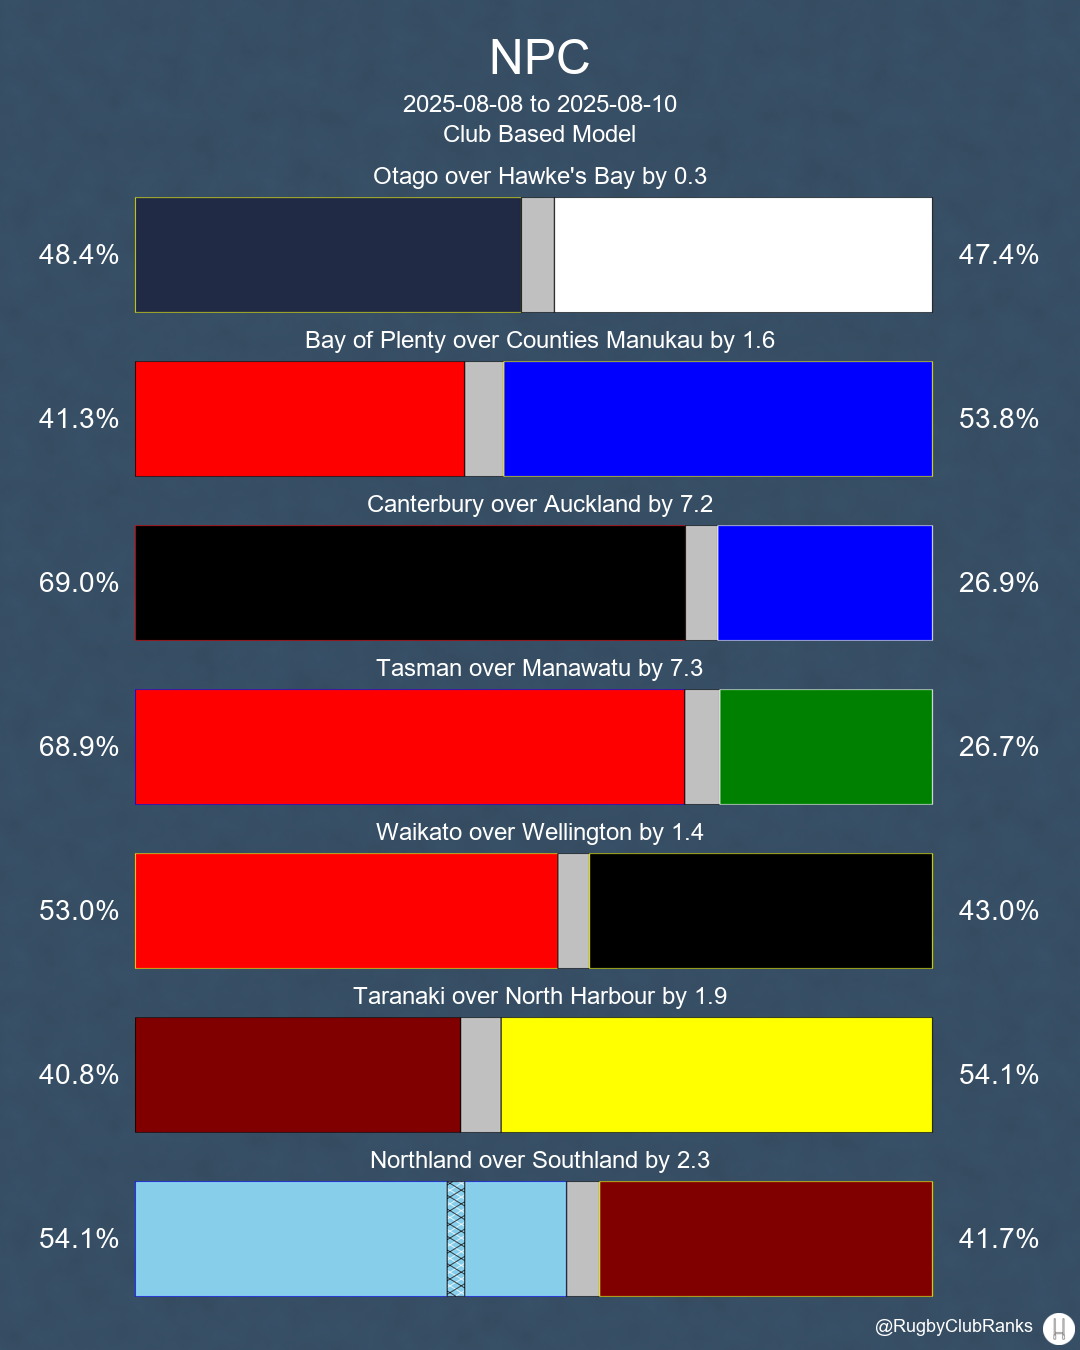 NPC
2025-08-08 to 2025-08-10
Club Based Model
Otago over Hawke's Bay by 0.3
48.4%
47.4%
Bay of Plenty over Counties Manukau by 1.6
41.3%
53.8%
Canterbury over Auckland by 7.2
69.0%
26.9%
Tasman over Manawatu by 7.3
68.9%
26.7%
Waikato over Wellington by 1.4
53.0%
43.0%
Taranaki over North Harbour by 1.9
40.8%
54.1%
Northland over Southland by 2.3
54.1%
41.7%
@RugbyClubRanks